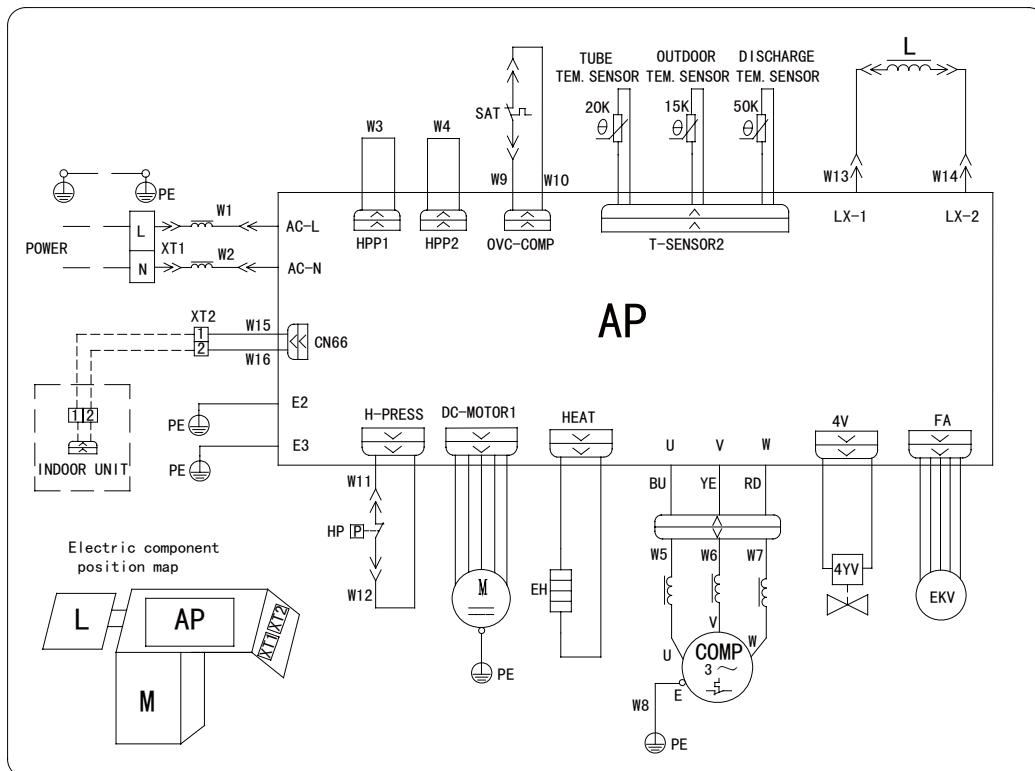 L
TUBE
TEM. SENSOR
OUTDOOR
TEM. SENSOR
DISCHARGE
TEM. SENSOR
20K
15K
50K
θ
θ
θ
SAT
W3
W4
W9
W10
W13
W14
PE
HPP1
HPP2
OVC-COMP
T-SENSOR2
LX-1
LX-2
POWER
L
N
XT1
W1
W2
AC-L
AC-N
AP
XT2
1
2
W15
W16
CN66
1
2
INDOOR UNIT
PE
E2
PE
E3
H-PRESS
DC-MOTOR1
HEAT
U
V
W
4V
FA
BU
YE
RD
W11
HP
P
W12
M
PE
EH
W5
W6
W7
U
V
W
COMP
3 ~
E
W8
PE
4YV
EKV
Electric component
position map
L
AP
XT1
XT2
M